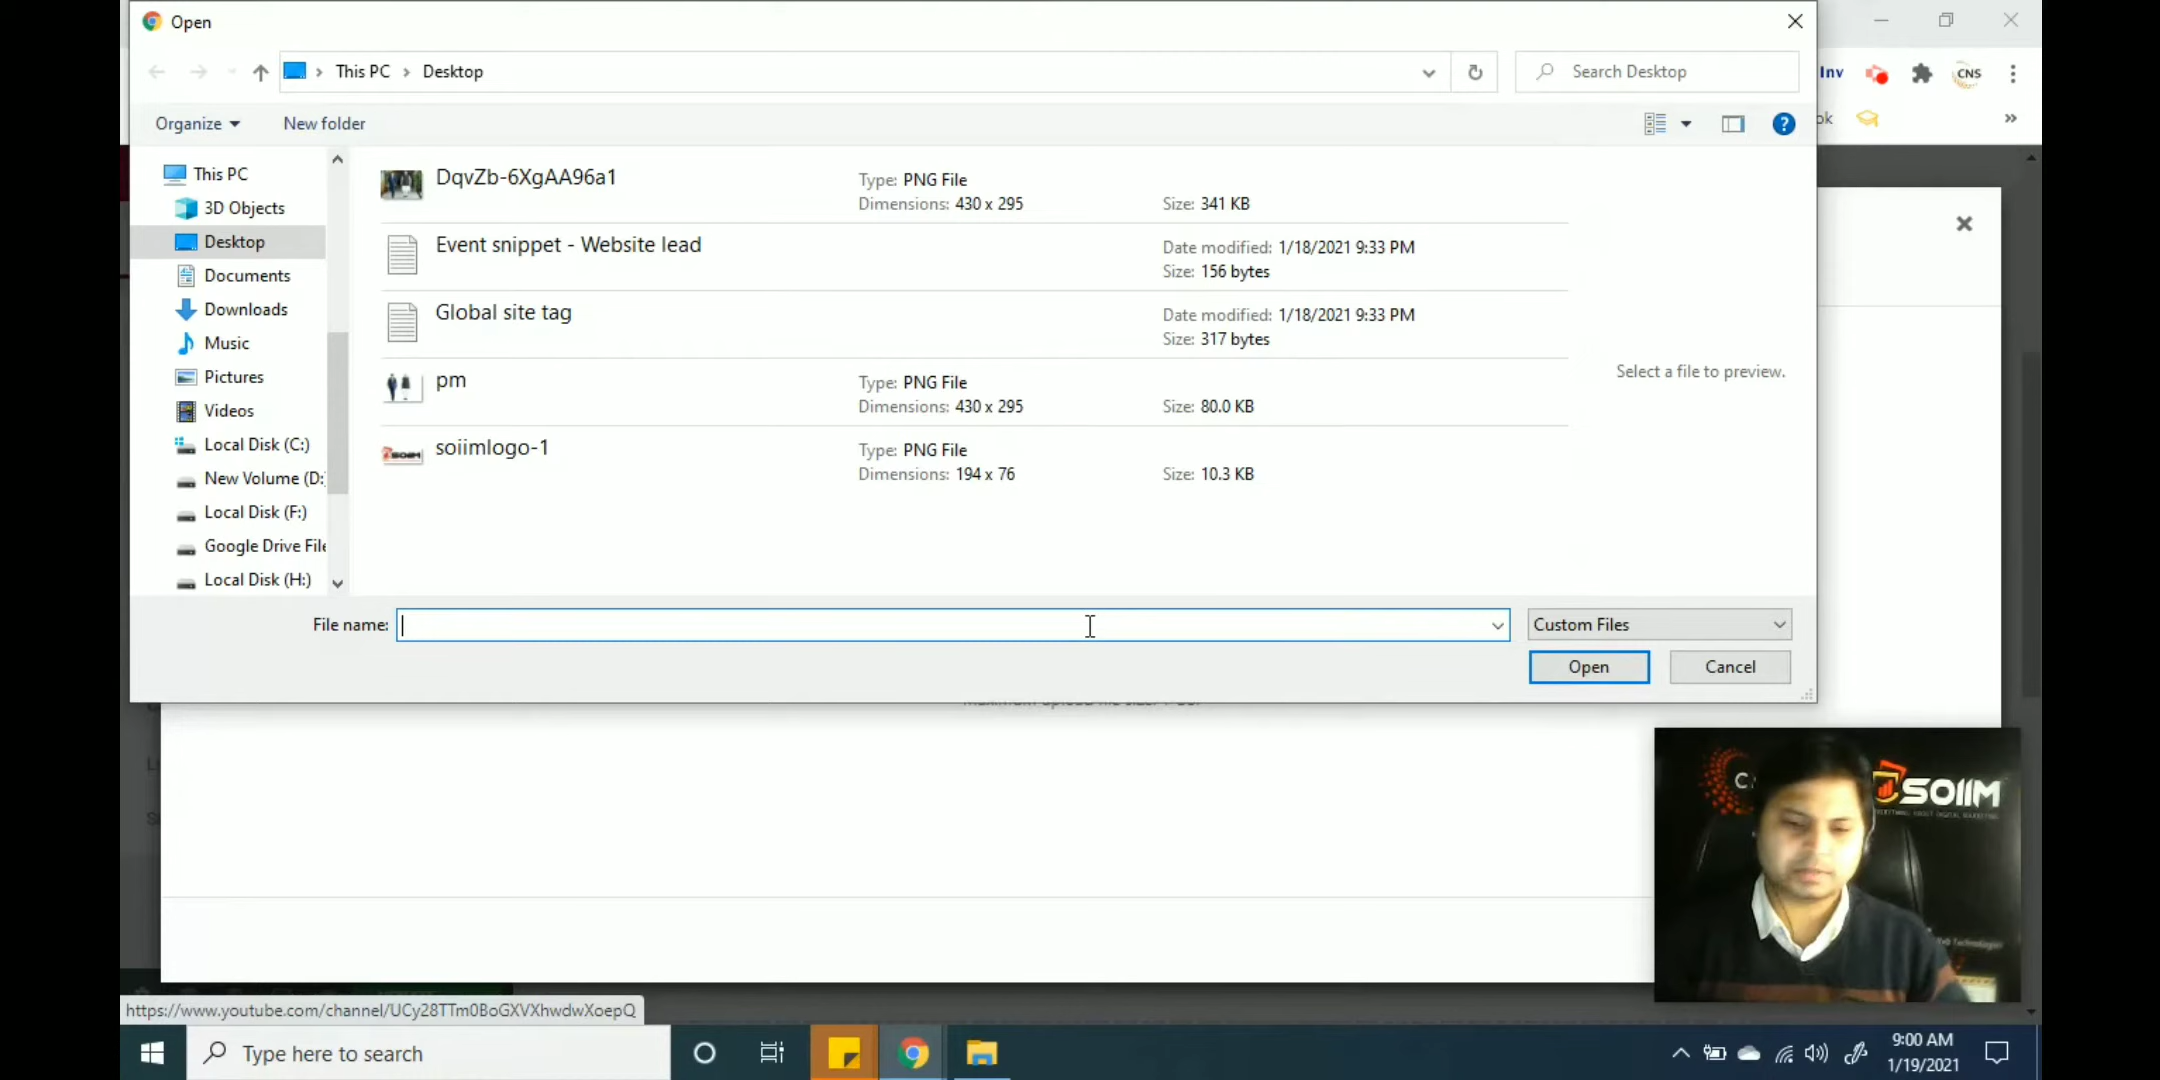 Open
This PC
Desktop
Search Desktop
Organize
New folder
Inv
CNS
ok
This PC
3D Objects
Desktop
Documents
Downloads
Music
Pictures
Videos
Local Disk (C:)
New Volume (D:
Local Disk (F:)
Google Drive File
Local Disk (H:)
DqvZb-6XgAA96a1
Type: PNG File
Dimensions: 430 x 295
Size: 341 KB
Event snippet - Website lead
Date modified: 1/18/2021 9:33 PM
Size: 156 bytes
Global site tag
Date modified: 1/18/2021 9:33 PM
Size: 317 bytes
pm
Type: PNG File
Dimensions: 430 x 295
Size: 80.0 KB
soiimlogo-1
Type: PNG File
Dimensions: 194 x 76
Size: 10.3 KB
Select a file to preview.
File name:
Custom Files
Open
Cancel
SOIIM
https://www.youtube.com/channel/UCy28TTm0BoGXVXhwdwXoepQ
Type here to search
9:00 AM
1/19/2021